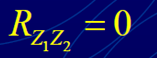 R_{Z_1Z_2} = 0